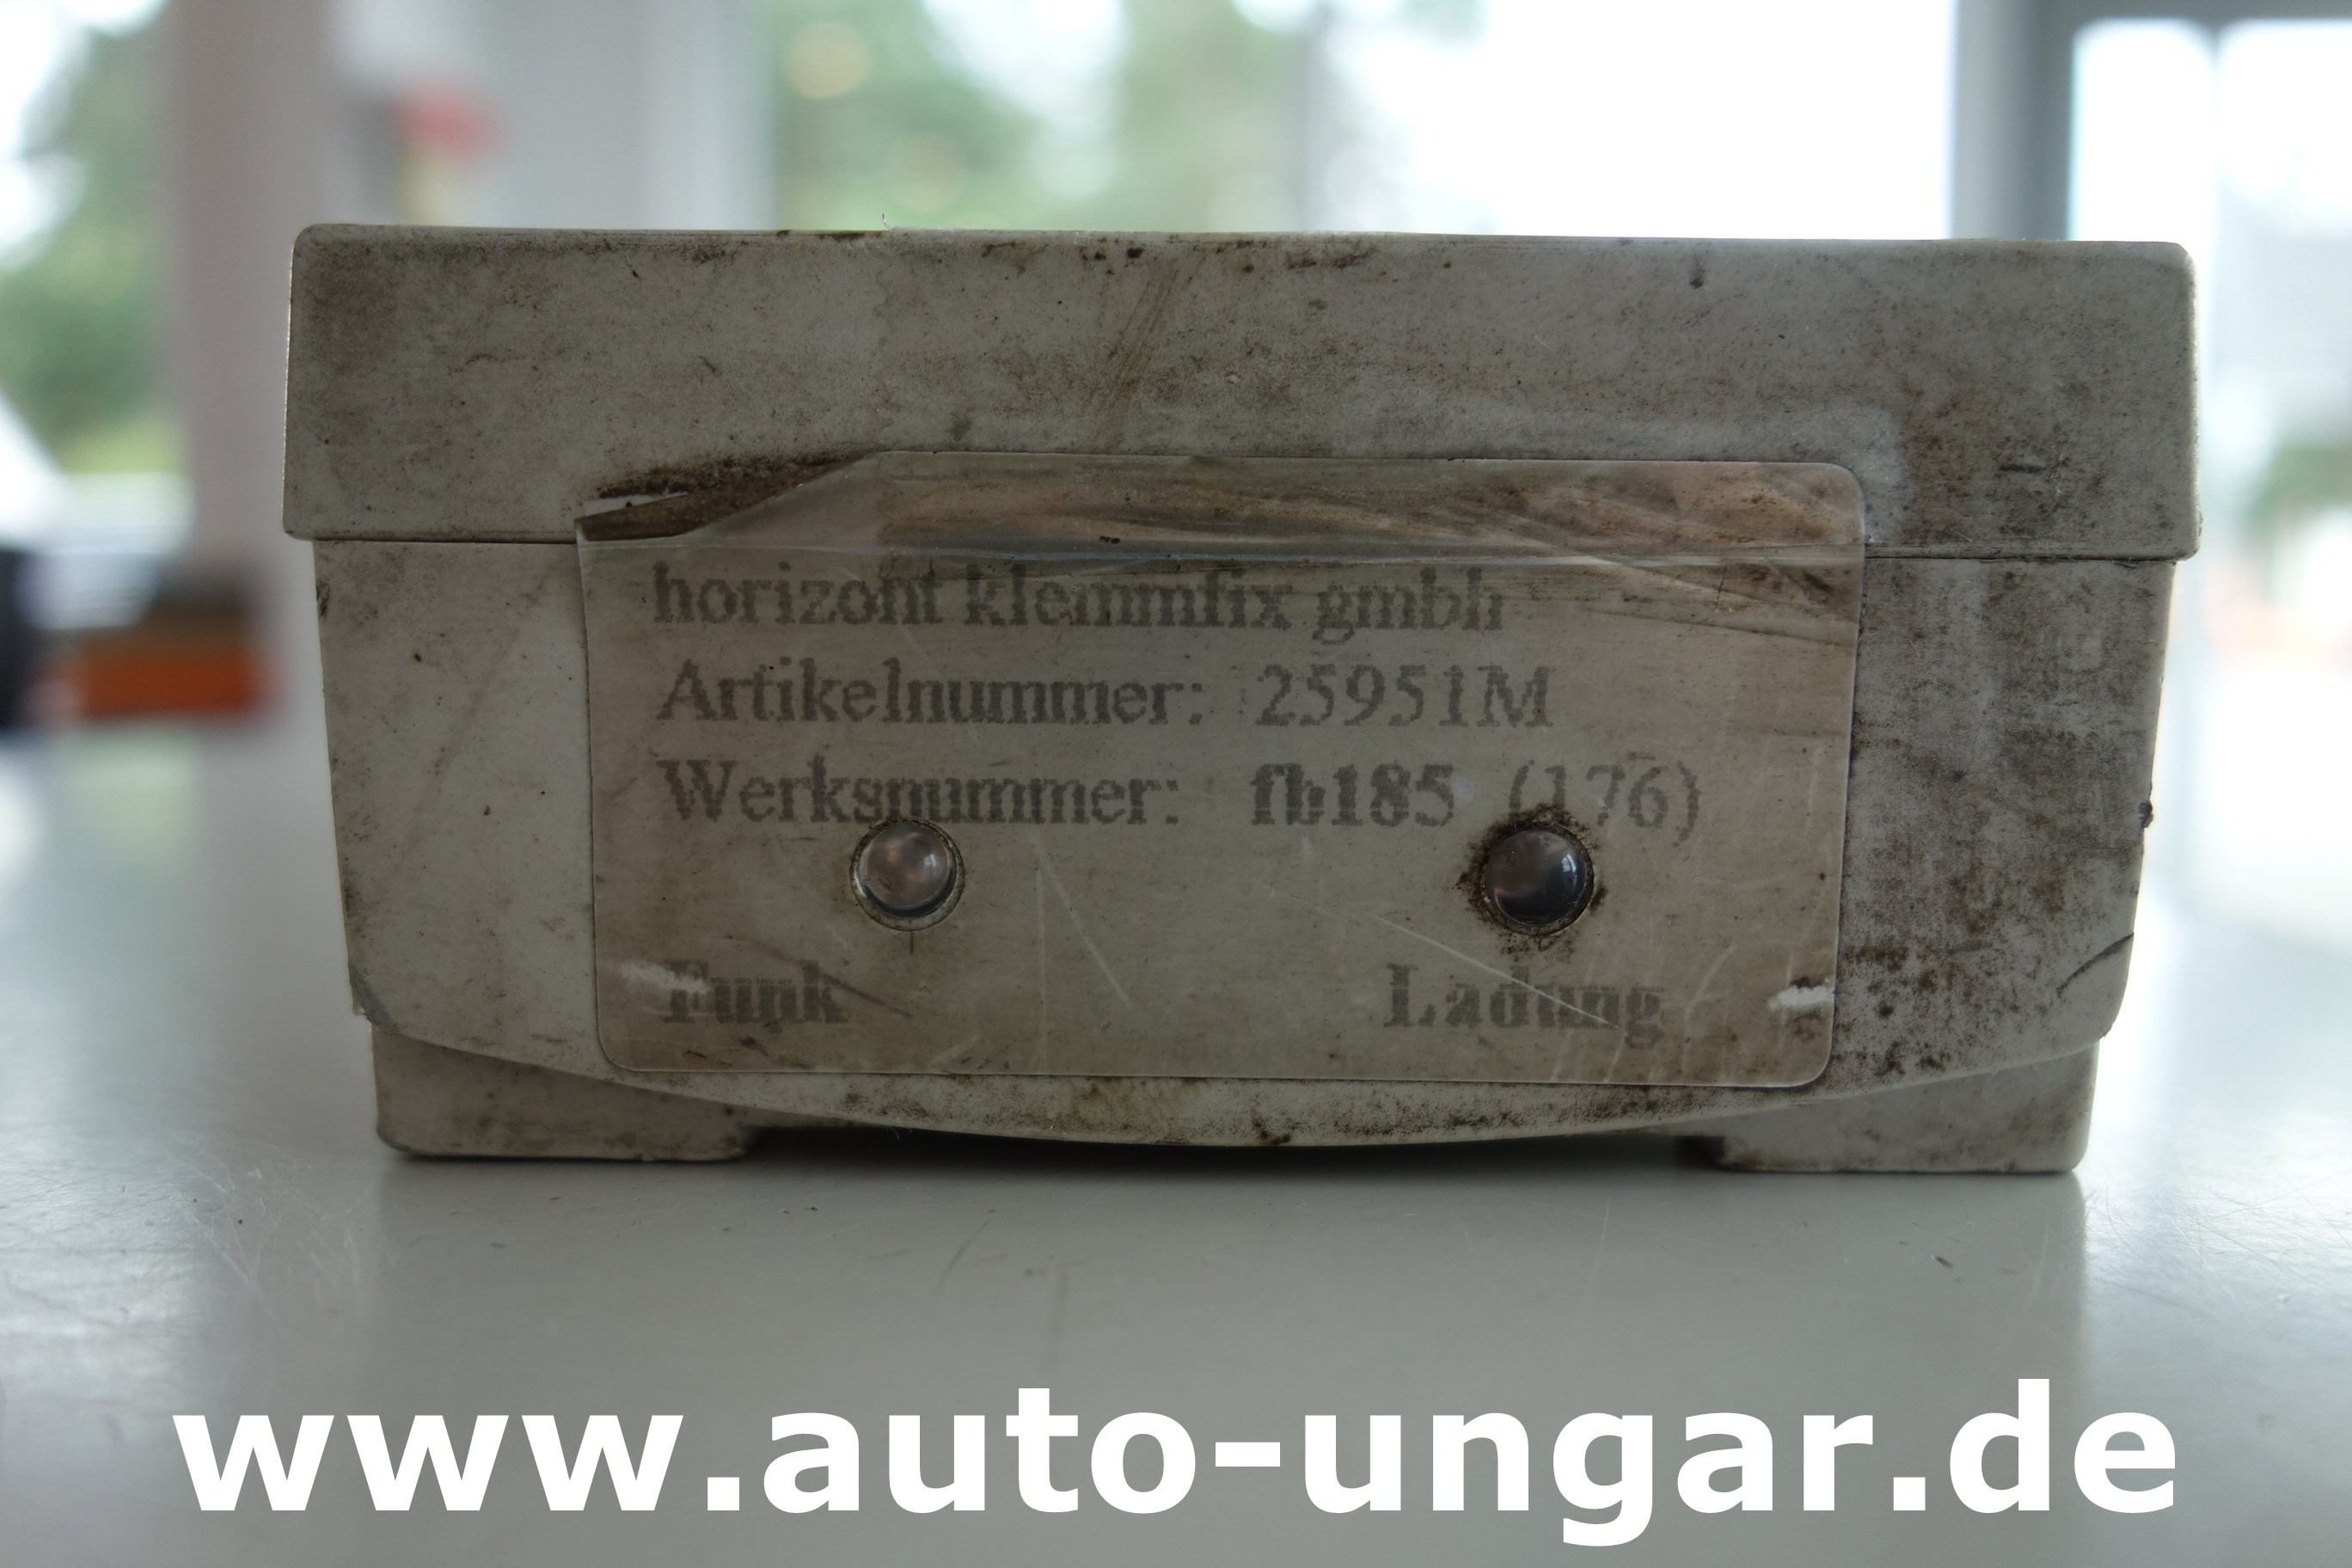 horizont klemmfix gmbh
Artikelnummer: 25951M
Werksnummer: fb185 (176)
Funk Ladung
www.auto-ungar.de